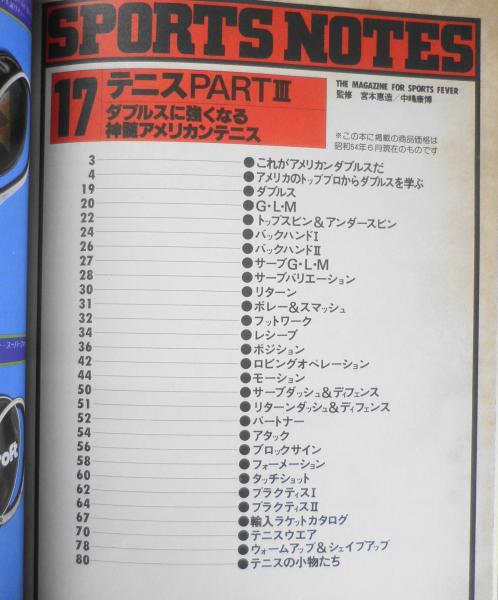 SPORTS NOTES
17 テニスPARTⅢ
ダブルスに強くなる
神髄アメリカンテニス
THE MAGAZINE FOR SPORTS FEVER
監修 宮本恵造/中嶋康博
※この本に掲載の商品価格は
昭和54年6月現在のものです
3 ●これがアメリカンダブルスだ
4 ●アメリカのトッププロからダブルスを学ぶ
19 ●ダブルス
20 ●G・L・M
22 ●トップスピン&アンダースピン
24 ●バックハンドⅠ
26 ●バックハンドⅡ
27 ●サーブG・L・M
28 ●サーブバリエーション
30 ●リターン
31 ●ボレー&スマッシュ
32 ●フットワーク
34 ●レシーブ
36 ●ポジション
42 ●ロビングオペレーション
44 ●モーション
50 ●サーブダッシュ&ディフェンス
51 ●リターンダッシュ&ディフェンス
52 ●パートナー
54 ●アタック
56 ●ブロックサイン
58 ●フォーメーション
60 ●タッチショット
62 ●プラクティスⅠ
64 ●プラクティスⅡ
67 ●輸入ラケットカタログ
70 ●テニスウエア
78 ●ウォームアップ&シェイプアップ
80 ●テニスの小物たち